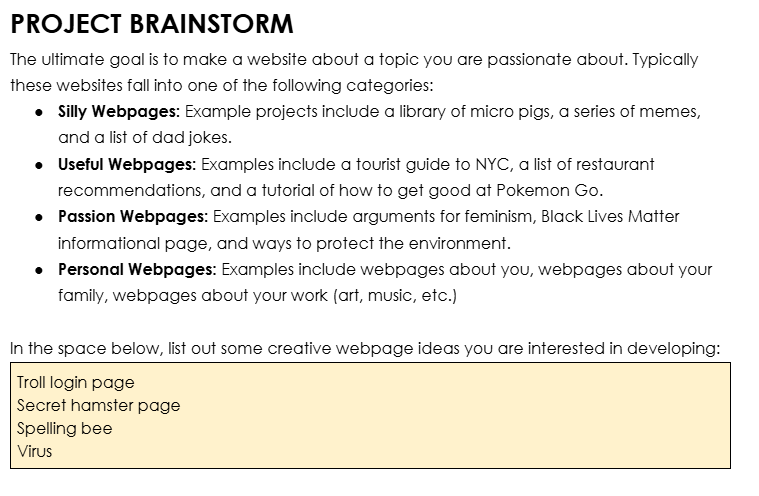 PROJECT BRAINSTORM
The ultimate goal is to make a website about a topic you are passionate about. Typically
these websites fall into one of the following categories:
● Silly Webpages: Example projects include a library of micro pigs, a series of memes,
and a list of dad jokes.
● Useful Webpages: Examples include a tourist guide to NYC, a list of restaurant
recommendations, and a tutorial of how to get good at Pokemon Go.
● Passion Webpages: Examples include arguments for feminism, Black Lives Matter
informational page, and ways to protect the environment.
● Personal Webpages: Examples include webpages about you, webpages about your
family, webpages about your work (art, music, etc.)
In the space below, list out some creative webpage ideas you are interested in developing:
Troll login page
Secret hamster page
Spelling bee
Virus